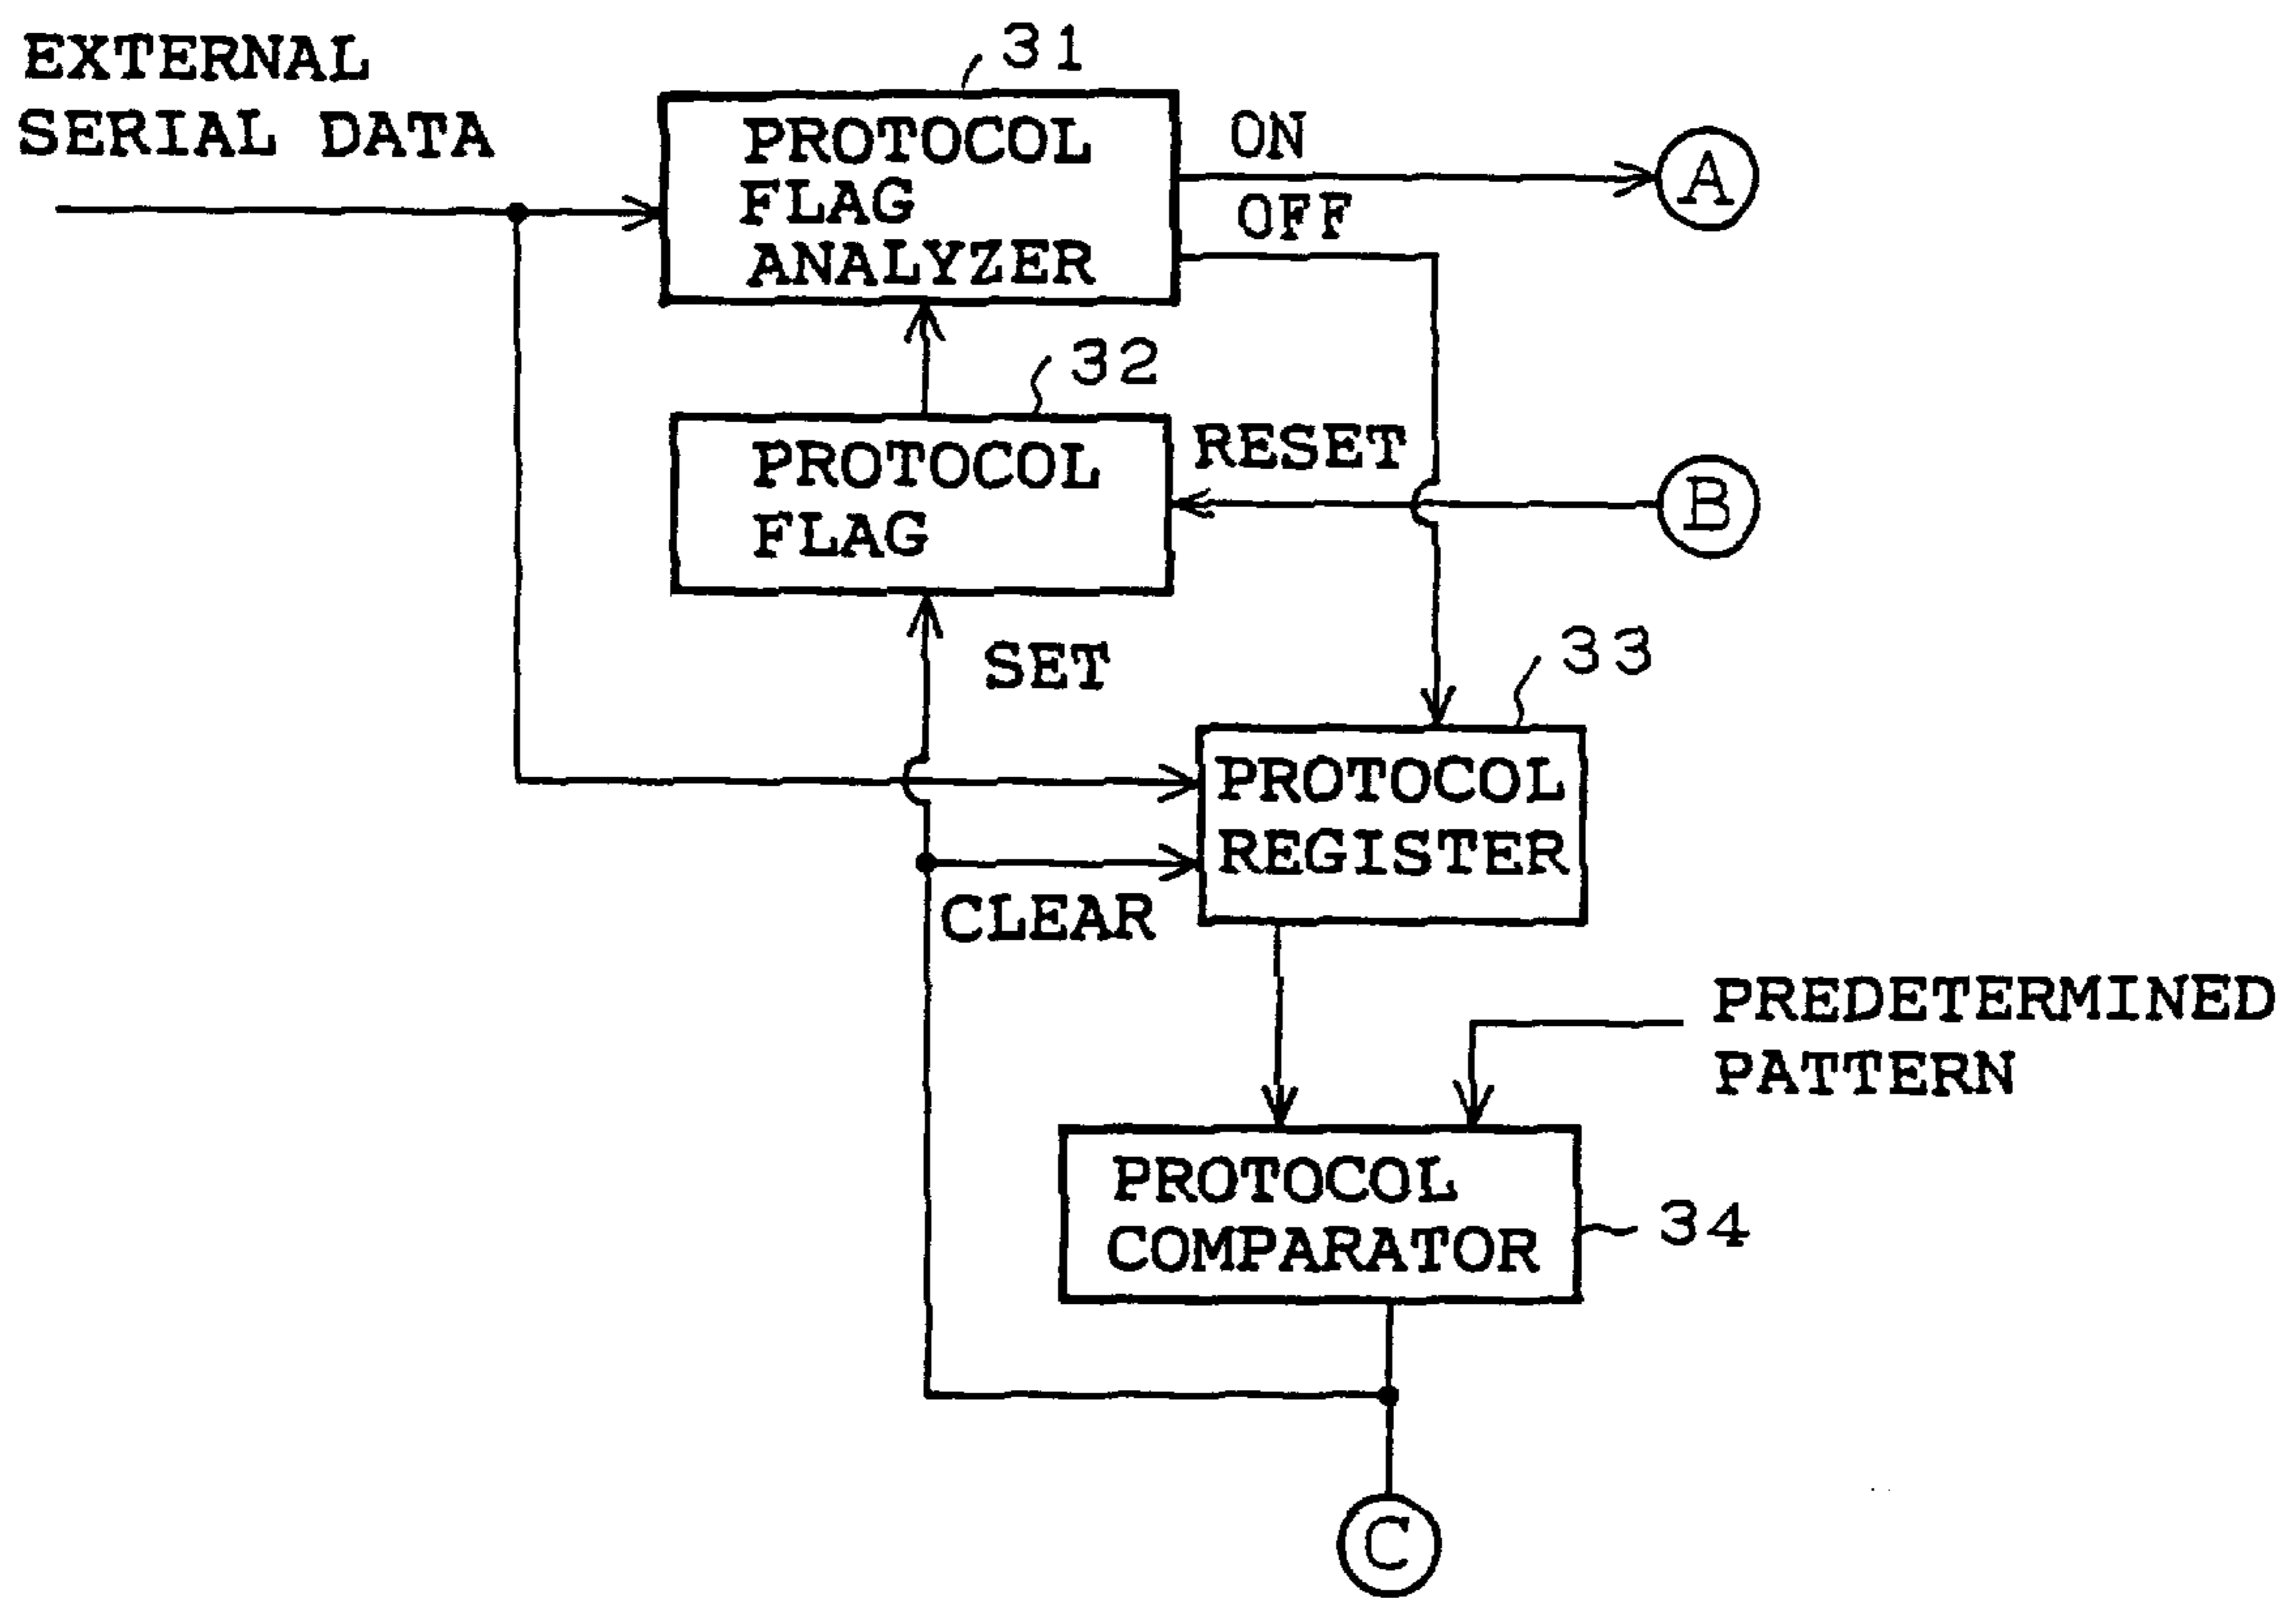 EXTERNAL
SERIAL DATA
31
PROTOCOL
FLAG
ANALYZER
ON
OFF
A
32
PROTOCOL
FLAG
RESET
B
SET
33
PROTOCOL
REGISTER
CLEAR
PREDETERMINED
PATTERN
PROTOCOL
COMPARATOR
34
C